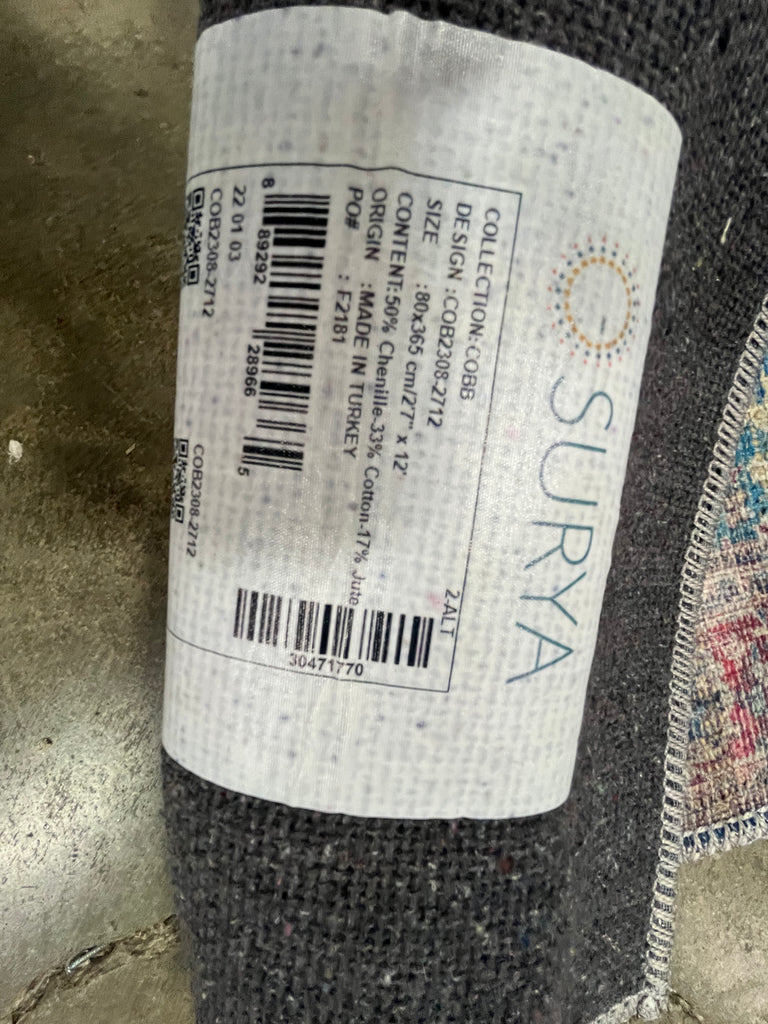 SURYA
COLLECTION:COBB
DESIGN :COB2308-2712
SIZE :80x365 cm/2'7" x 12'
CONTENT:50% Chenille-33% Cotton-17% Jute
ORIGIN :MADE IN TURKEY
PO# : F2181
2-ALT
30471770
8 89292 28966 5
22 01 03
COB2308-2712
COB2308-2712